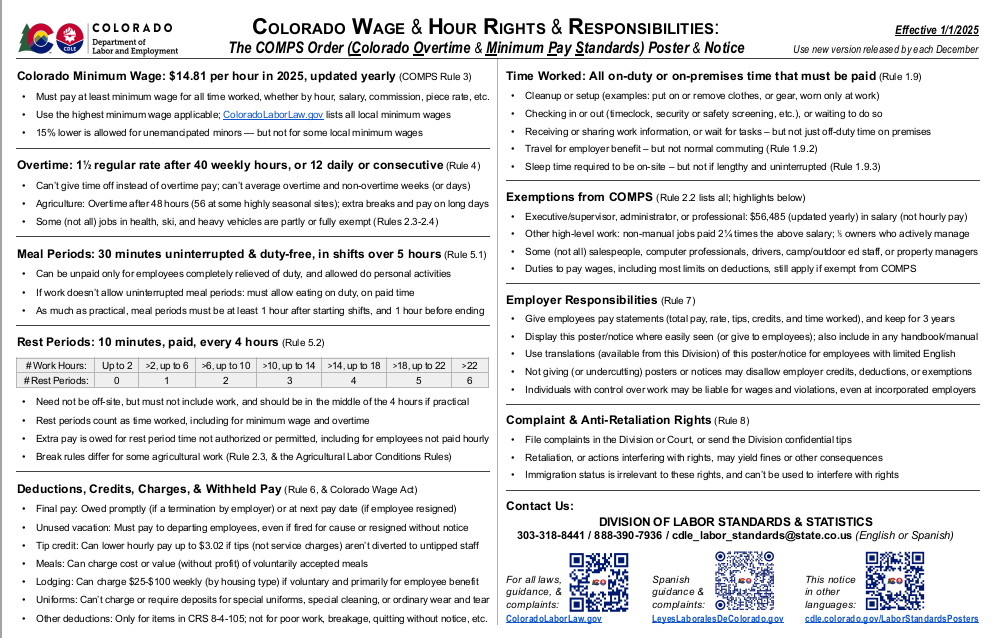 COLORADO
Department of
Labor and Employment
CDLE
COLORADO WAGE & HOUR RIGHTS & RESPONSIBILITIES:
The COMPS Order (Colorado Overtime & Minimum Pay Standards) Poster & Notice
Effective 1/1/2025
Use new version released by each December
Colorado Minimum Wage: $14.81 per hour in 2025, updated yearly (COMPS Rule 3)
• Must pay at least minimum wage for all time worked, whether by hour, salary, commission, piece rate, etc.
• Use the highest minimum wage applicable; ColoradoLaborLaw.gov lists all local minimum wages
• 15% lower is allowed for unemancipated minors — but not for some local minimum wages
Overtime: 1½ regular rate after 40 weekly hours, or 12 daily or consecutive (Rule 4)
• Can't give time off instead of overtime pay; can't average overtime and non-overtime weeks (or days)
• Agriculture: Overtime after 48 hours (56 at some highly seasonal sites); extra breaks and pay on long days
• Some (not all) jobs in health, ski, and heavy vehicles are partly or fully exempt (Rules 2.3-2.4)
Meal Periods: 30 minutes uninterrupted & duty-free, in shifts over 5 hours (Rule 5.1)
• Can be unpaid only for employees completely relieved of duty, and allowed do personal activities
• If work doesn't allow uninterrupted meal periods: must allow eating on duty, on paid time
• As much as practical, meal periods must be at least 1 hour after starting shifts, and 1 hour before ending
Rest Periods: 10 minutes, paid, every 4 hours (Rule 5.2)
# Work Hours: Up to 2 >2, up to 6 >6, up to 10 >10, up to 14 >14, up to 18 >18, up to 22 >22
# Rest Periods: 0 1 2 3 4 5 6
• Need not be off-site, but must not include work, and should be in the middle of the 4 hours if practical
• Rest periods count as time worked, including for minimum wage and overtime
• Extra pay is owed for rest period time not authorized or permitted, including for employees not paid hourly
• Break rules differ for some agricultural work (Rule 2.3, & the Agricultural Labor Conditions Rules)
Deductions, Credits, Charges, & Withheld Pay (Rule 6, & Colorado Wage Act)
• Final pay: Owed promptly (if a termination by employer) or at next pay date (if employee resigned)
• Unused vacation: Must pay to departing employees, even if fired for cause or resigned without notice
• Tip credit: Can lower hourly pay up to $3.02 if tips (not service charges) aren't diverted to untipped staff
• Meals: Can charge cost or value (without profit) of voluntarily accepted meals
• Lodging: Can charge $25-$100 weekly (by housing type) if voluntary and primarily for employee benefit
• Uniforms: Can't charge or require deposits for special uniforms, special cleaning, or ordinary wear and tear
• Other deductions: Only for items in CRS 8-4-105; not for poor work, breakage, quitting without notice, etc.
Time Worked: All on-duty or on-premises time that must be paid (Rule 1.9)
• Cleanup or setup (examples: put on or remove clothes, or gear, worn only at work)
• Checking in or out (timeclock, security or safety screening, etc.), or waiting to do so
• Receiving or sharing work information, or wait for tasks – but not just off-duty time on premises
• Travel for employer benefit – but not normal commuting (Rule 1.9.2)
• Sleep time required to be on-site – but not if lengthy and uninterrupted (Rule 1.9.3)
Exemptions from COMPS (Rule 2.2 lists all; highlights below)
• Executive/supervisor, administrator, or professional: $56,485 (updated yearly) in salary (not hourly pay)
• Other high-level work: non-manual jobs paid 2¼ times the above salary; ⅕ owners who actively manage
• Some (not all) salespeople, computer professionals, drivers, camp/outdoor ed staff, or property managers
• Duties to pay wages, including most limits on deductions, still apply if exempt from COMPS
Employer Responsibilities (Rule 7)
• Give employees pay statements (total pay, rate, tips, credits, and time worked), and keep for 3 years
• Display this poster/notice where easily seen (or give to employees); also include in any handbook/manual
• Use translations (available from this Division) of this poster/notice for employees with limited English
• Not giving (or undercutting) posters or notices may disallow employer credits, deductions, or exemptions
• Individuals with control over work may be liable for wages and violations, even at incorporated employers
Complaint & Anti-Retaliation Rights (Rule 8)
• File complaints in the Division or Court, or send the Division confidential tips
• Retaliation, or actions interfering with rights, may yield fines or other consequences
• Immigration status is irrelevant to these rights, and can't be used to interfere with rights
Contact Us:
DIVISION OF LABOR STANDARDS & STATISTICS
303-318-8441 / 888-390-7936 / cdle_labor_standards@state.co.us (English or Spanish)
For all laws,
guidance, &
complaints:
ColoradoLaborLaw.gov
Spanish
guidance &
complaints:
LeyesLaboralesDeColorado.gov
This notice
in other
languages:
cdle.colorado.gov/LaborStandardsPosters